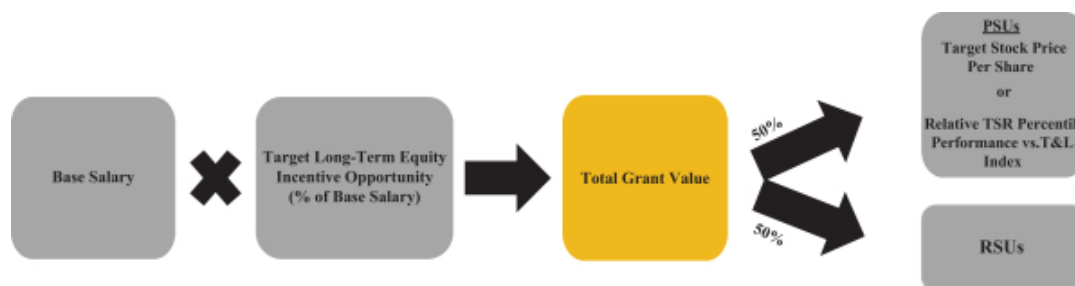 Base Salary
Target Long-Term Equity
Incentive Opportunity
(% of Base Salary)
Total Grant Value
50%
50%
PSUs
Target Stock Price
Per Share
or
Relative TSR Percentil
Performance vs.T&L
Index
RSUs